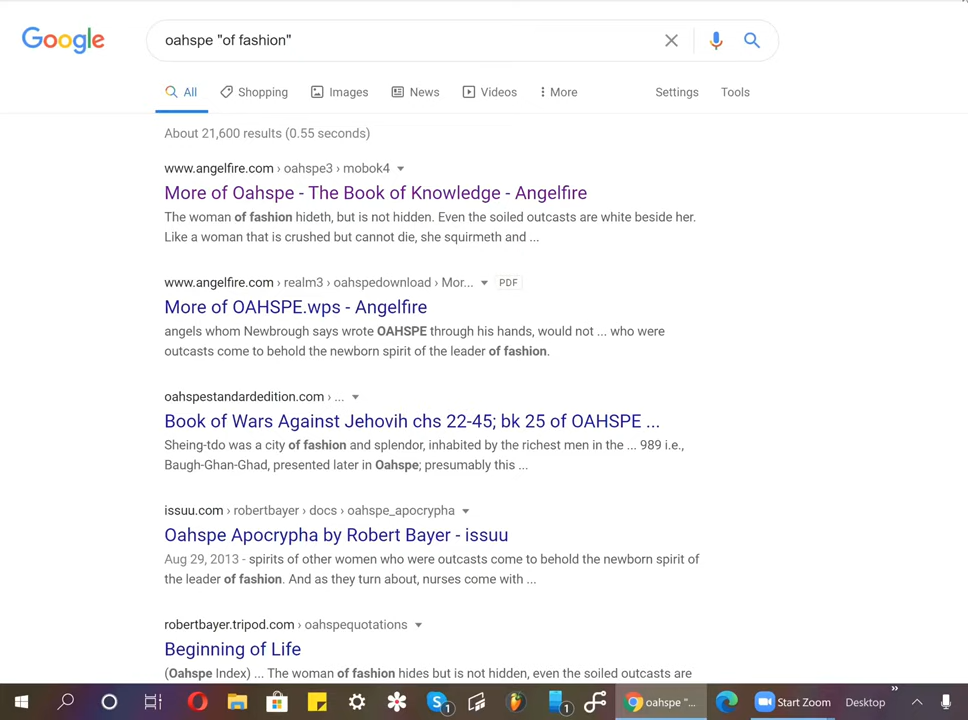 Google
oahspe "of fashion"
All Shopping Images News Videos More Settings Tools
About 21,600 results (0.55 seconds)
www.angelfire.com › oahspe3 › mobok4
More of Oahspe - The Book of Knowledge - Angelfire
The woman of fashion hideth, but is not hidden. Even the soiled outcasts are white beside her.
Like a woman that is crushed but cannot die, she squirmeth and ...
www.angelfire.com › realm3 › oahspedownload › Mor... PDF
More of OAHSPE.wps - Angelfire
angels whom Newbrough says wrote OAHSPE through his hands, would not ... who were
outcasts come to behold the newborn spirit of the leader of fashion.
oahspestandardedition.com › ...
Book of Wars Against Jehovih chs 22-45; bk 25 of OAHSPE ...
Sheing-tdo was a city of fashion and splendor, inhabited by the richest men in the ... 989 i.e.,
Baugh-Ghan-Ghad, presented later in Oahspe; presumably this ...
issuu.com › robertbayer › docs › oahspe_apocrypha
Oahspe Apocrypha by Robert Bayer - issuu
Aug 29, 2013 - spirits of other women who were outcasts come to behold the newborn spirit of
the leader of fashion. And as they turn about, nurses come with ...
robertbayer.tripod.com › oahspequotations
Beginning of Life
(Oahspe Index) ... The woman of fashion hides but is not hidden, even the soiled outcasts are
1 1 oahspe "... Start Zoom Desktop »